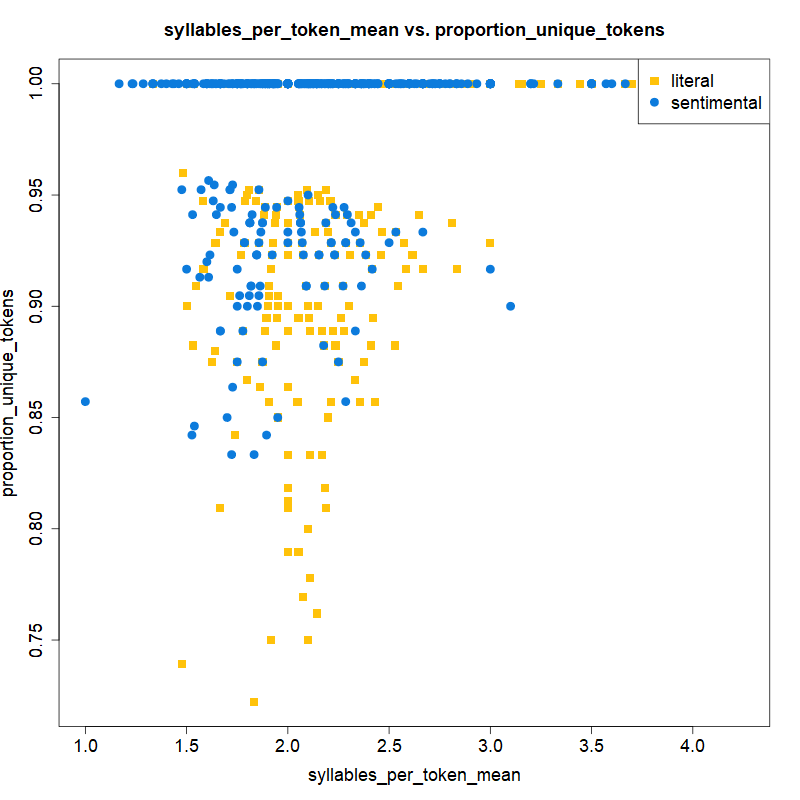 syllables_per_token_mean vs. proportion_unique_tokens
literal
sentimental
proportion_unique_tokens
1.00
0.95
0.90
0.85
0.80
0.75
1.0 1.5 2.0 2.5 3.0 3.5 4.0
syllables_per_token_mean